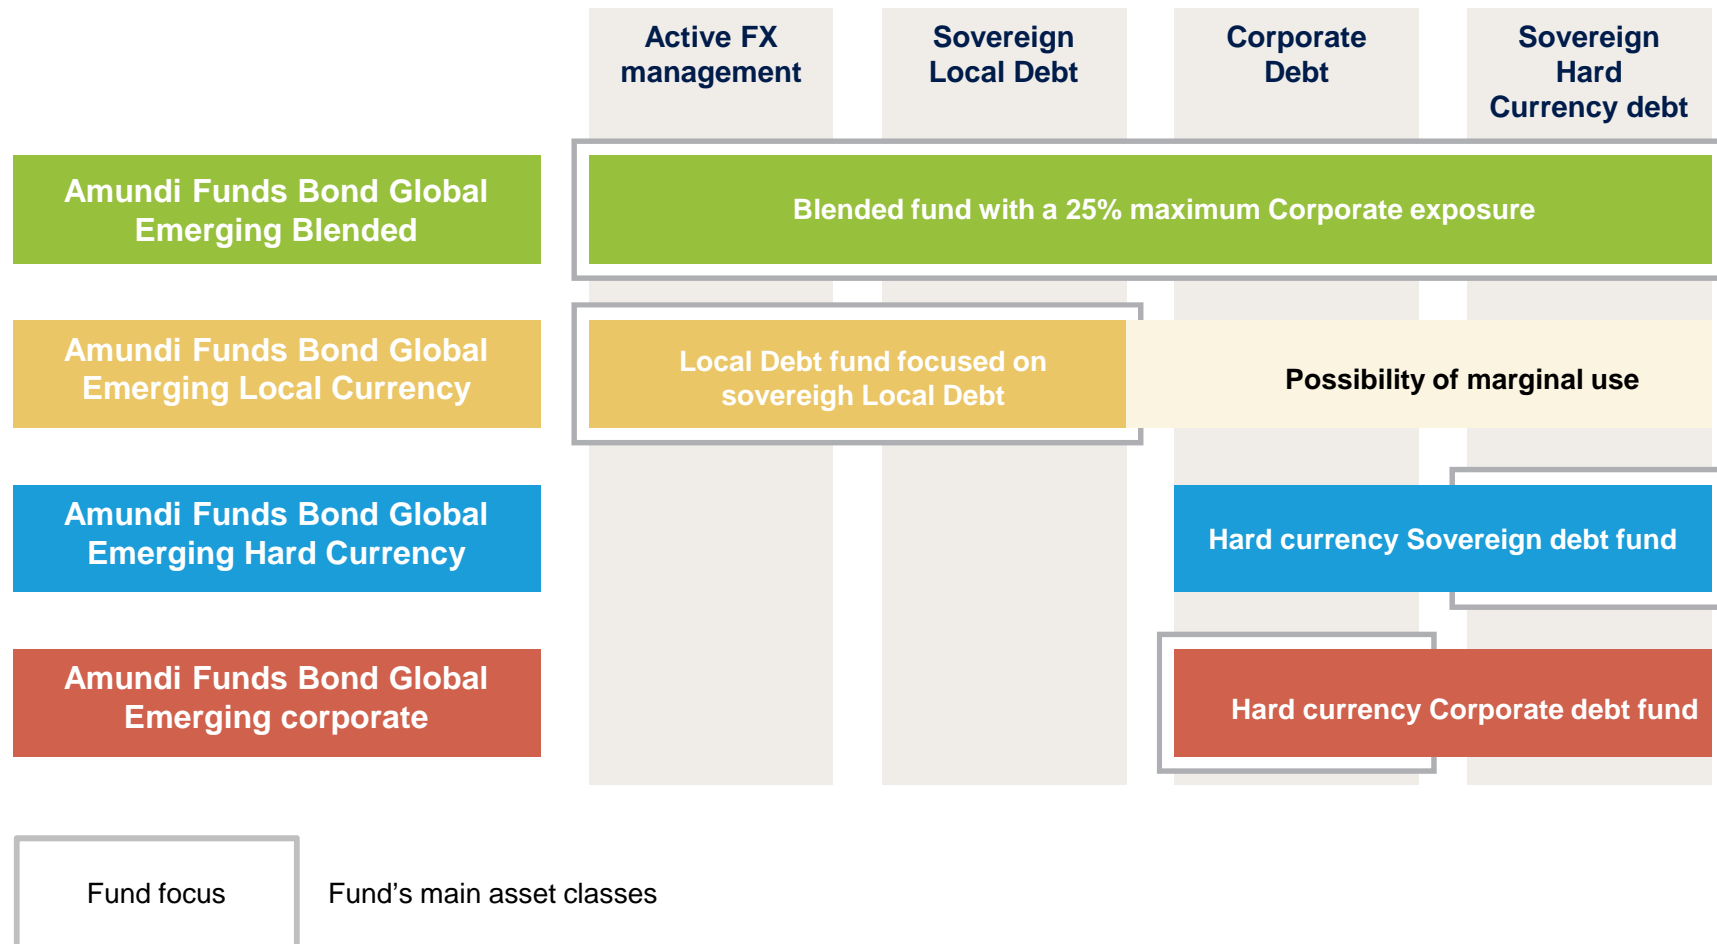 Active FX
management
Sovereign
Local Debt
Corporate
Debt
Sovereign
Hard
Currency debt
Amundi Funds Bond Global
Emerging Blended
Blended fund with a 25% maximum Corporate exposure
Amundi Funds Bond Global
Emerging Local Currency
Local Debt fund focused on
sovereigh Local Debt
Possibility of marginal use
Amundi Funds Bond Global
Emerging Hard Currency
Hard currency Sovereign debt fund
Amundi Funds Bond Global
Emerging corporate
Hard currency Corporate debt fund
Fund focus
Fund’s main asset classes